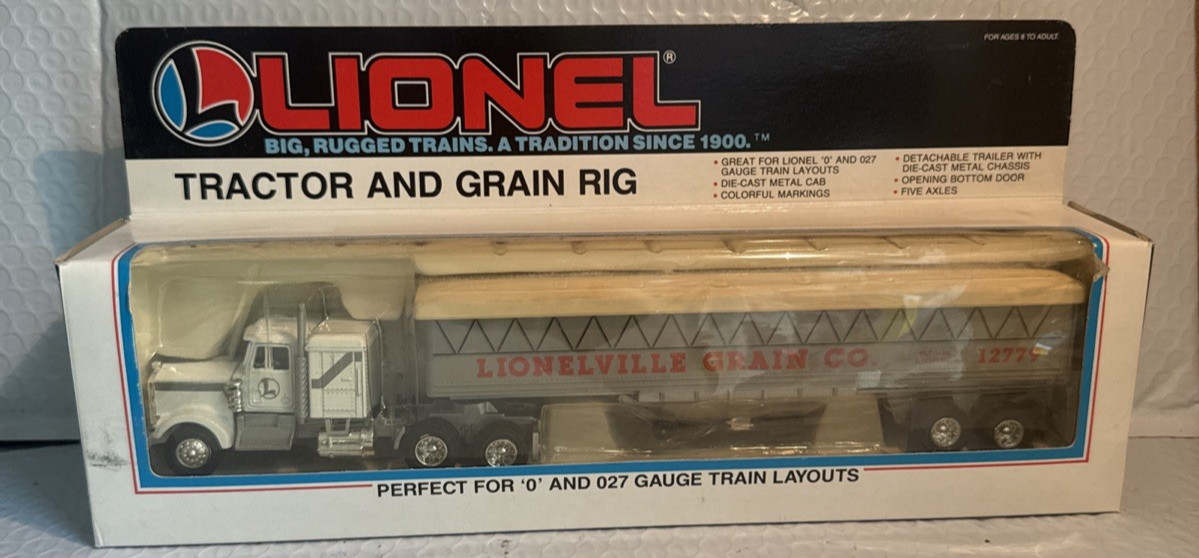 FOR AGES 8 TO ADULT
LIONEL®
BIG, RUGGED TRAINS. A TRADITION SINCE 1900.™
TRACTOR AND GRAIN RIG
• GREAT FOR LIONEL 'O' AND 027
GAUGE TRAIN LAYOUTS
• DIE-CAST METAL CAB
• COLORFUL MARKINGS
• DETACHABLE TRAILER WITH
DIE-CAST METAL CHASSIS
• OPENING BOTTOM DOOR
• FIVE AXLES
L
LIONELVILLE GRAIN CO.
12779
PERFECT FOR 'O' AND 027 GAUGE TRAIN LAYOUTS